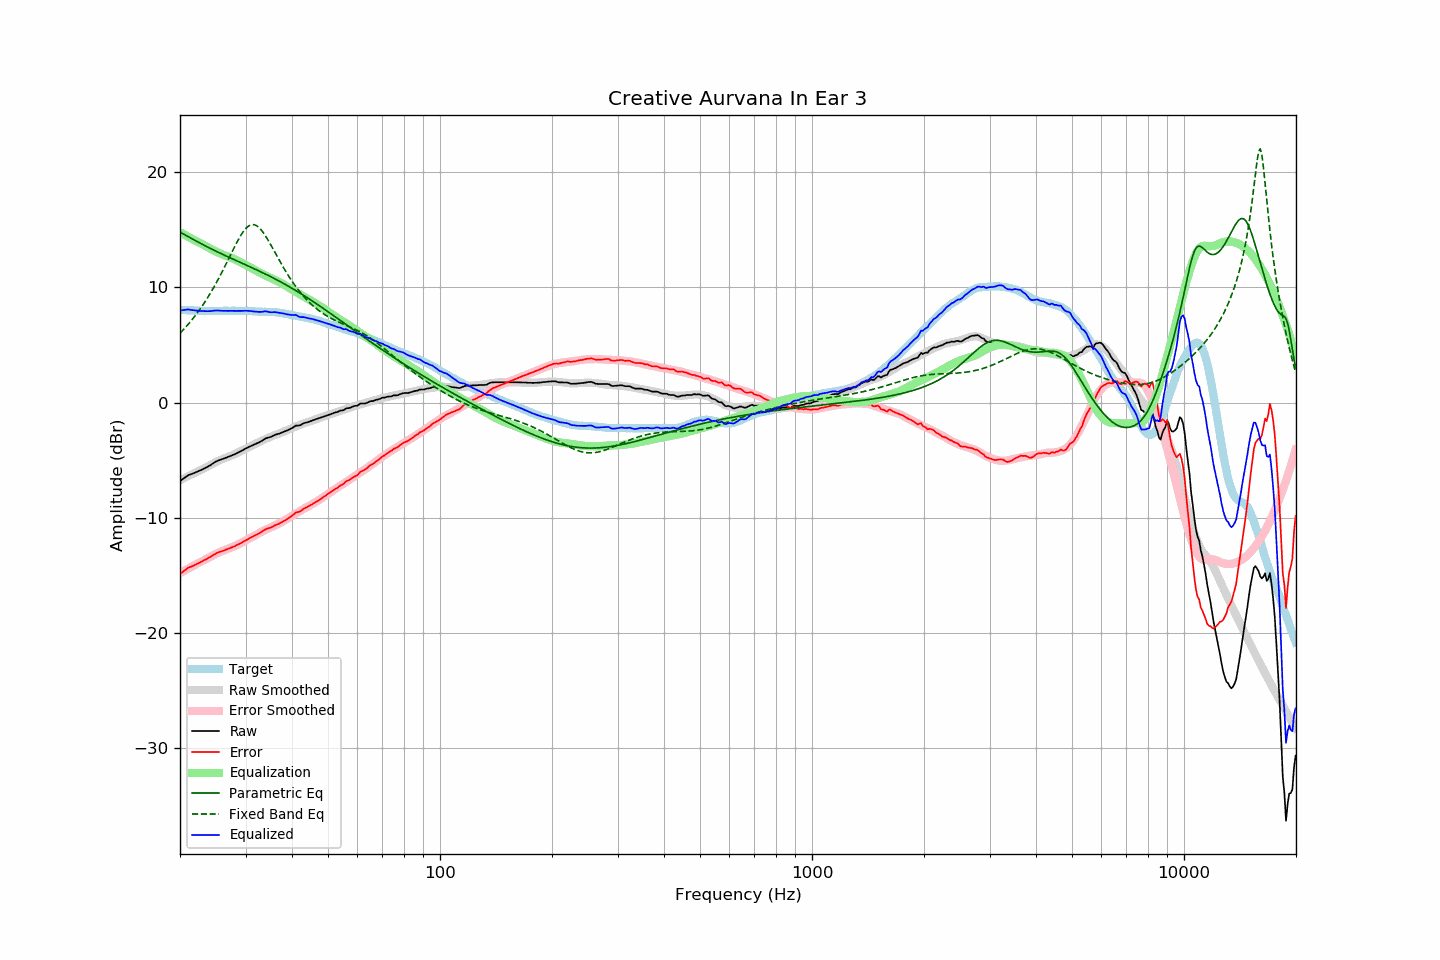 Creative Aurvana In Ear 3
20
10
0
−10
−20
−30
Amplitude (dBr)
Target
Raw Smoothed
Error Smoothed
Raw
Error
Equalization
Parametric Eq
Fixed Band Eq
Equalized
100
1000
10000
Frequency (Hz)